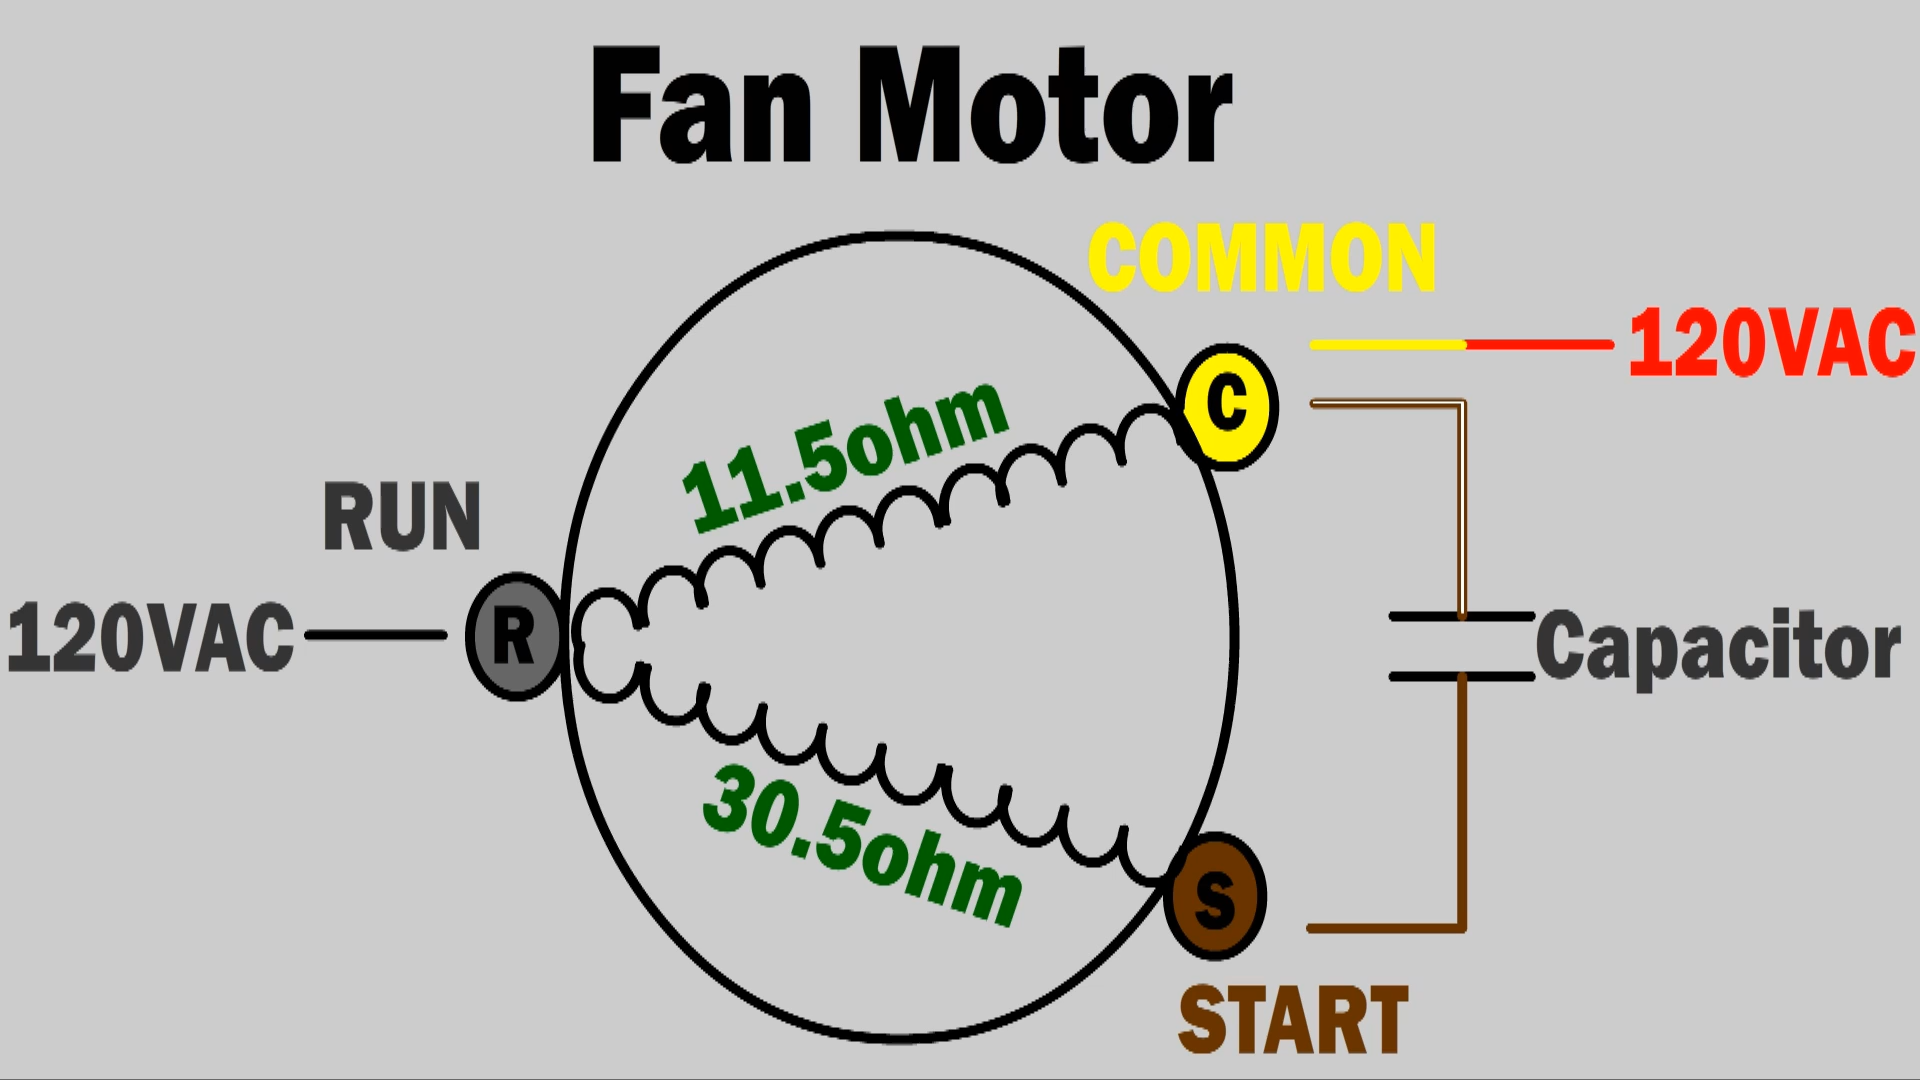 Fan Motor
COMMON
120VAC
C
11.5ohm
RUN
120VAC
R
Capacitor
30.5ohm
S
START